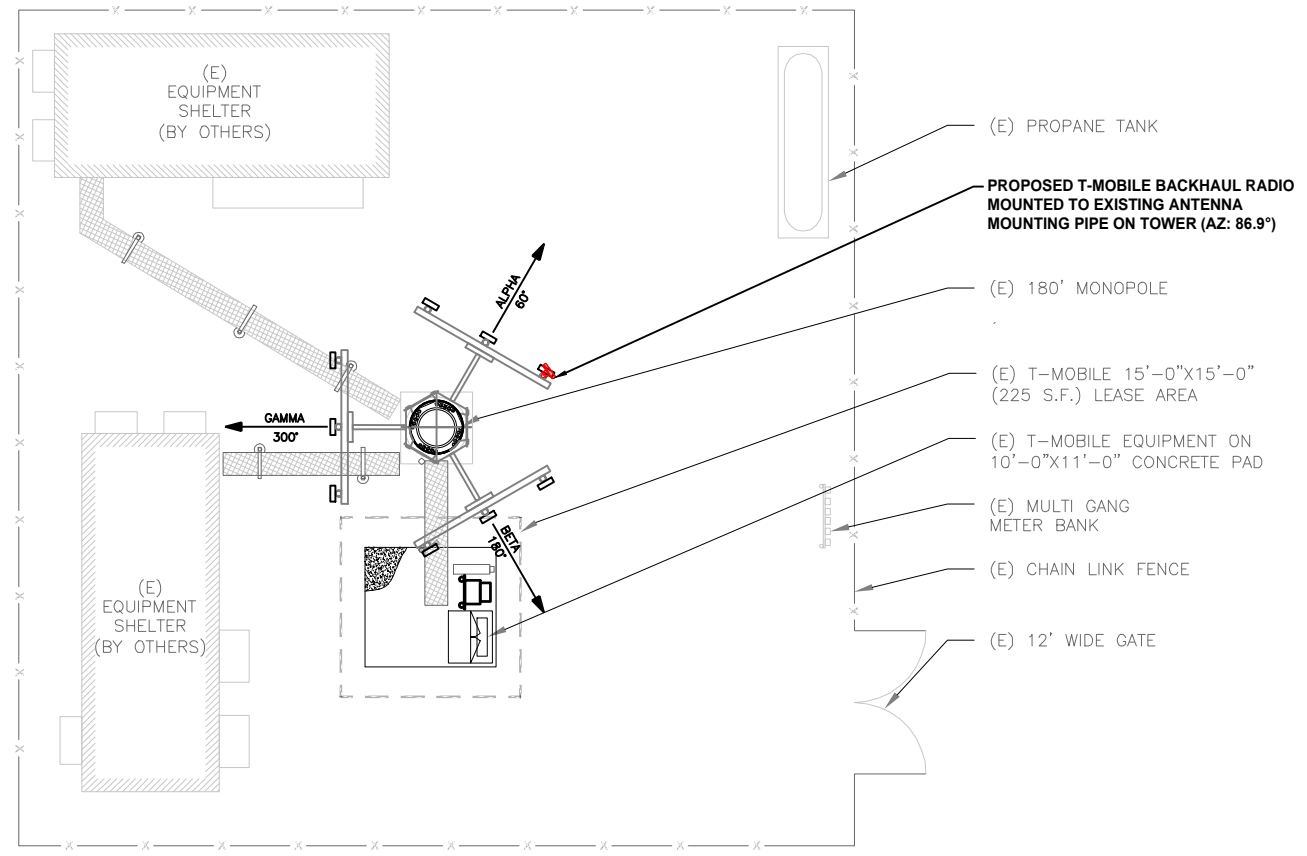 (E)
EQUIPMENT
SHELTER
(BY OTHERS)
(E) PROPANE TANK
PROPOSED T-MOBILE BACKHAUL RADIO
MOUNTED TO EXISTING ANTENNA
MOUNTING PIPE ON TOWER (AZ: 86.9°)
ALPHA
60°
(E) 180' MONOPOLE
(E) T-MOBILE 15'-0"X15'-0"
(225 S.F.) LEASE AREA
GAMMA
300°
(E) T-MOBILE EQUIPMENT ON
10'-0"X11'-0" CONCRETE PAD
(E) MULTI GANG
METER BANK
BETA
180°
(E) CHAIN LINK FENCE
(E)
EQUIPMENT
SHELTER
(BY OTHERS)
(E) 12' WIDE GATE